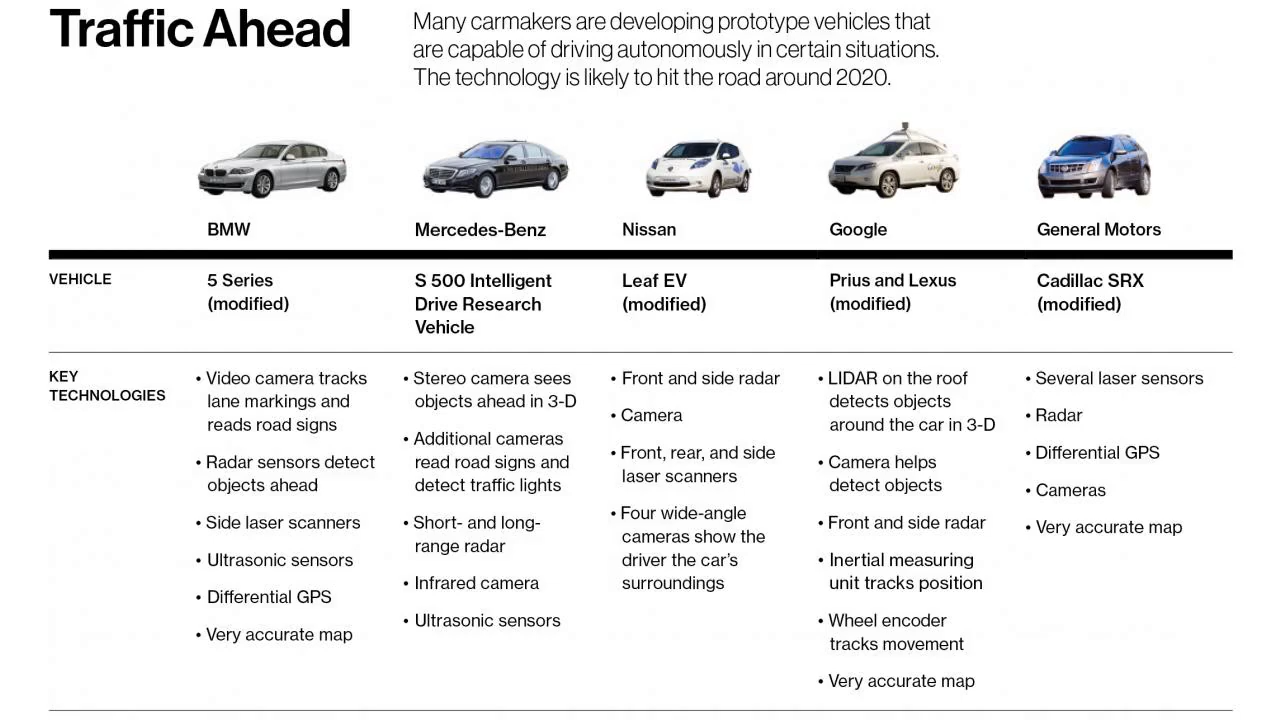 Traffic Ahead
Many carmakers are developing prototype vehicles that
are capable of driving autonomously in certain situations.
The technology is likely to hit the road around 2020.
BMW
Mercedes-Benz
Nissan
Google
General Motors
VEHICLE
5 Series
(modified)
S 500 Intelligent
Drive Research
Vehicle
Leaf EV
(modified)
Prius and Lexus
(modified)
Cadillac SRX
(modified)
KEY
TECHNOLOGIES
• Video camera tracks
lane markings and
reads road signs
• Radar sensors detect
objects ahead
• Side laser scanners
• Ultrasonic sensors
• Differential GPS
• Very accurate map
• Stereo camera sees
objects ahead in 3-D
• Additional cameras
read road signs and
detect traffic lights
• Short- and long-
range radar
• Infrared camera
• Ultrasonic sensors
• Front and side radar
• Camera
• Front, rear, and side
laser scanners
• Four wide-angle
cameras show the
driver the car's
surroundings
• LIDAR on the roof
detects objects
around the car in 3-D
• Camera helps
detect objects
• Front and side radar
• Inertial measuring
unit tracks position
• Wheel encoder
tracks movement
• Very accurate map
• Several laser sensors
• Radar
• Differential GPS
• Cameras
• Very accurate map